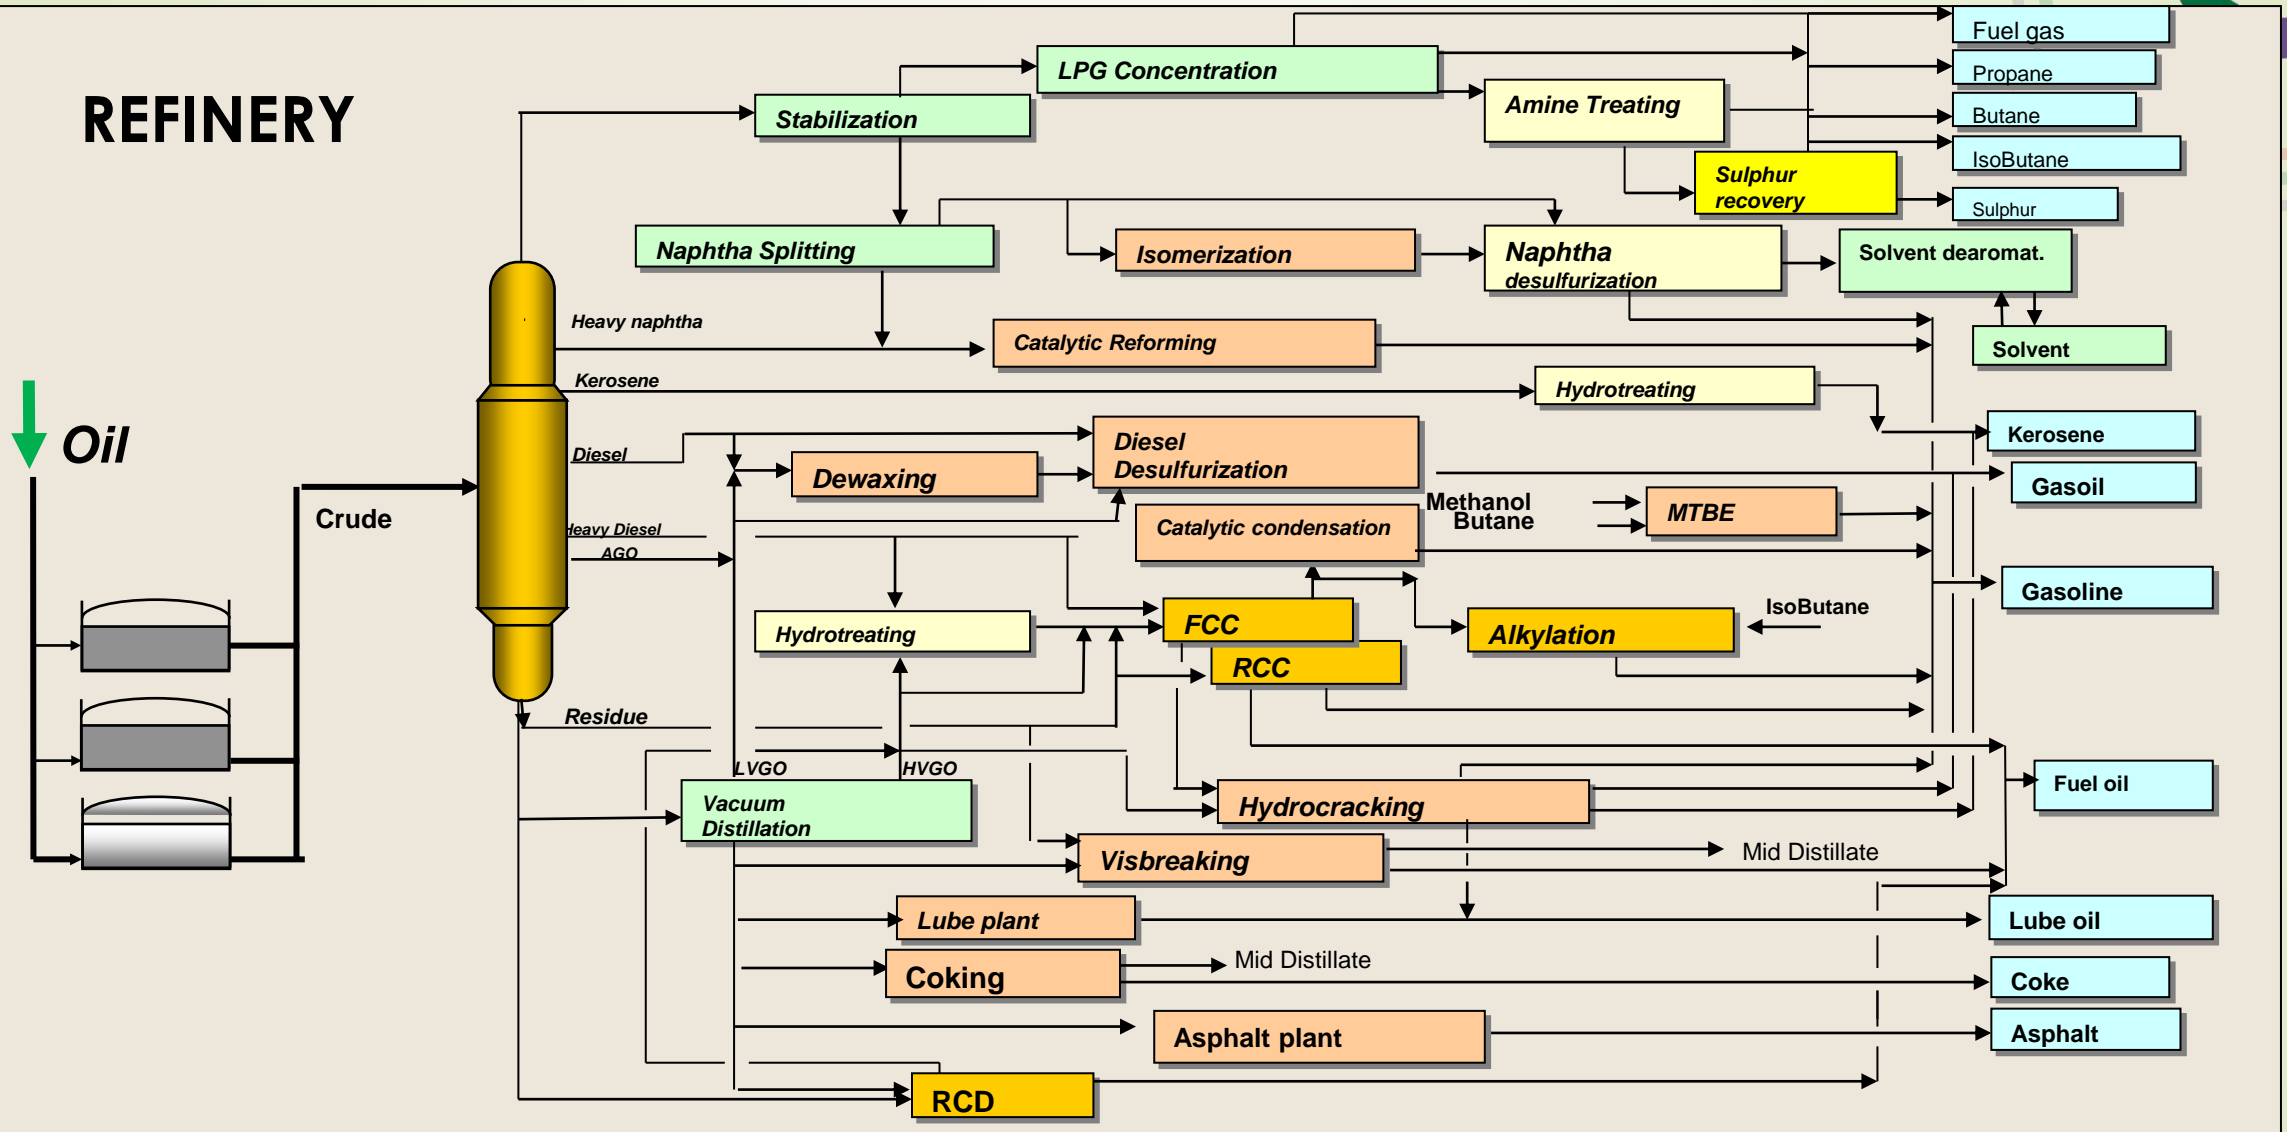 REFINERY
Fuel gas
LPG Concentration
Propane
Amine Treating
Stabilization
Butane
IsoButane
Sulphur
recovery
Sulphur
Naphtha Splitting
Isomerization
Naphtha
desulfurization
Solvent dearomat.
Heavy naphtha
Catalytic Reforming
Solvent
Kerosene
Hydrotreating
Oil
Diesel
Diesel
Desulfurization
Kerosene
Dewaxing
Gasoil
Crude
Methanol
Butane
MTBE
Catalytic condensation
Heavy Diesel
AGO
Gasoline
IsoButane
Hydrotreating
FCC
Alkylation
RCC
Residue
LVGO
HVGO
Fuel oil
Vacuum
Distillation
Hydrocracking
Visbreaking
Mid Distillate
Lube plant
Lube oil
Coking
Mid Distillate
Coke
Asphalt plant
Asphalt
RCD